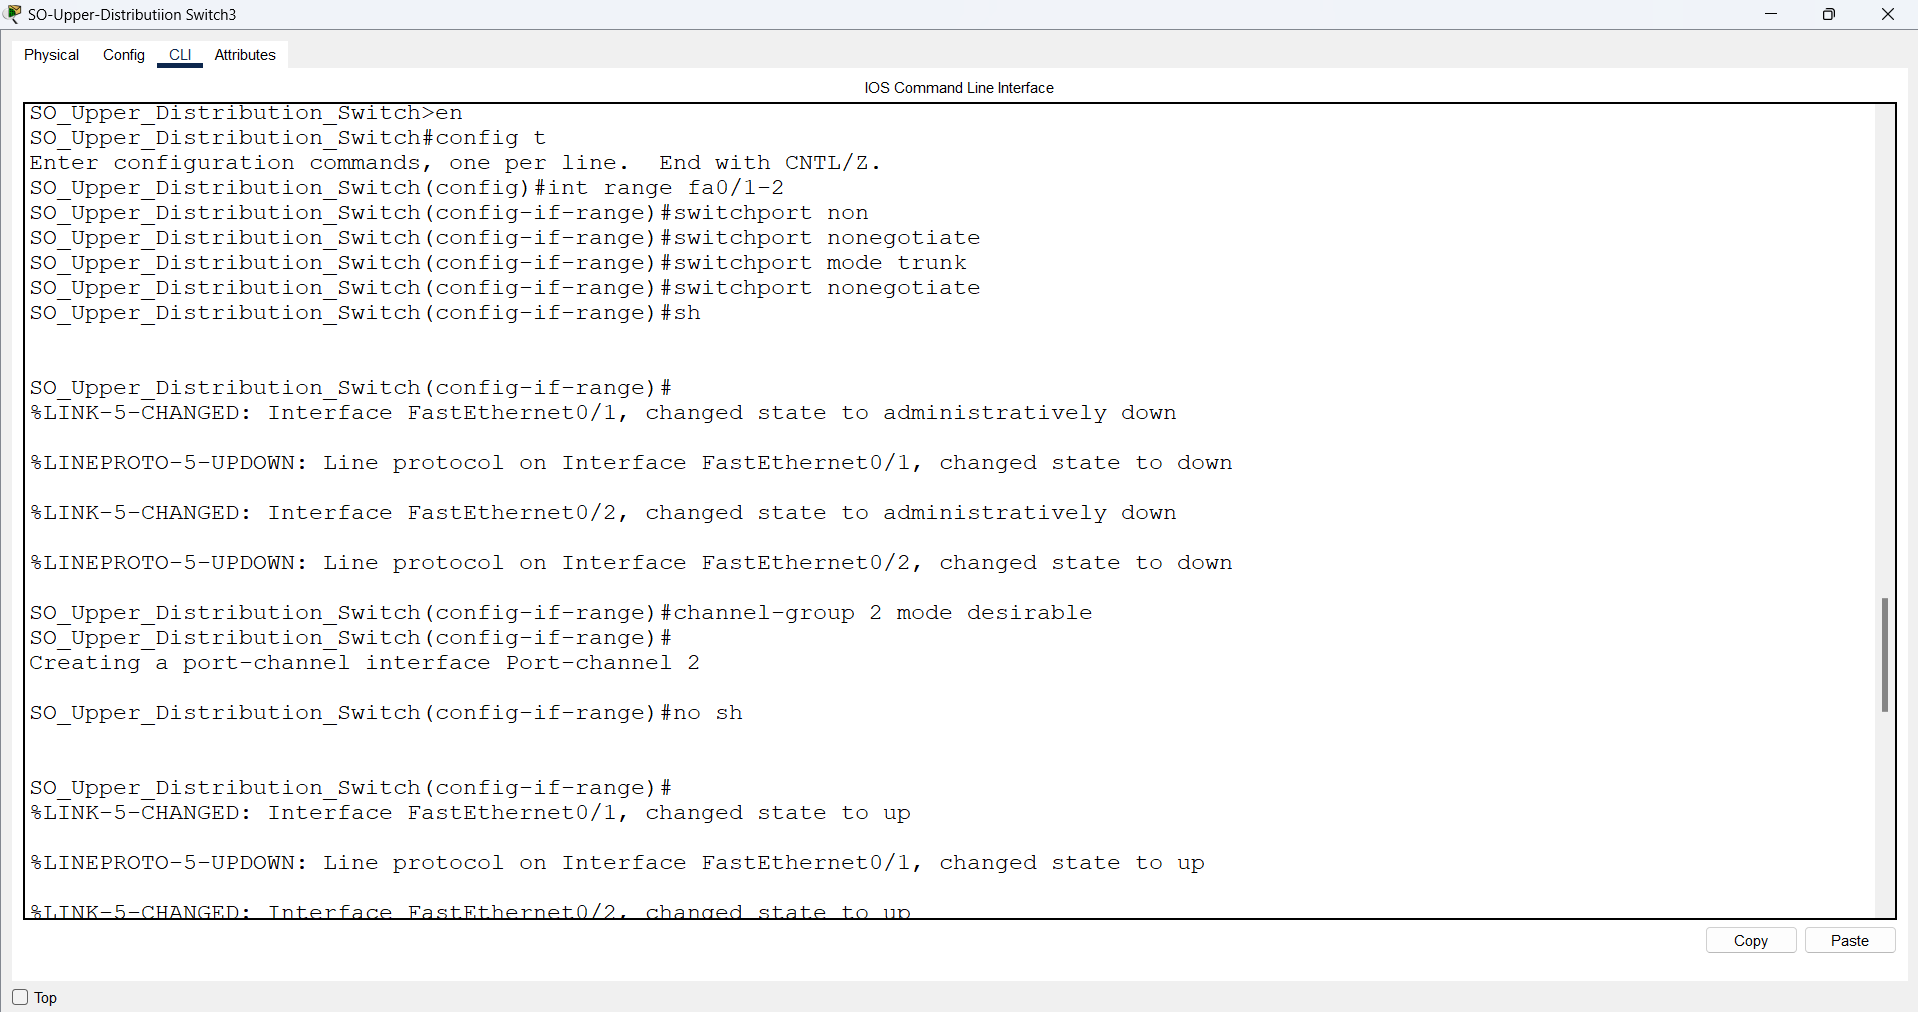 SO-Upper-Distributiion Switch3
Physical Config CLI Attributes
IOS Command Line Interface
SO_Upper_Distribution_Switch>en
SO_Upper_Distribution_Switch#config t
Enter configuration commands, one per line.  End with CNTL/Z.
SO_Upper_Distribution_Switch(config)#int range fa0/1-2
SO_Upper_Distribution_Switch(config-if-range)#switchport non
SO_Upper_Distribution_Switch(config-if-range)#switchport nonegotiate
SO_Upper_Distribution_Switch(config-if-range)#switchport mode trunk
SO_Upper_Distribution_Switch(config-if-range)#switchport nonegotiate
SO_Upper_Distribution_Switch(config-if-range)#sh
SO_Upper_Distribution_Switch(config-if-range)#
%LINK-5-CHANGED: Interface FastEthernet0/1, changed state to administratively down
%LINEPROTO-5-UPDOWN: Line protocol on Interface FastEthernet0/1, changed state to down
%LINK-5-CHANGED: Interface FastEthernet0/2, changed state to administratively down
%LINEPROTO-5-UPDOWN: Line protocol on Interface FastEthernet0/2, changed state to down
SO_Upper_Distribution_Switch(config-if-range)#channel-group 2 mode desirable
SO_Upper_Distribution_Switch(config-if-range)#
Creating a port-channel interface Port-channel 2
SO_Upper_Distribution_Switch(config-if-range)#no sh
SO_Upper_Distribution_Switch(config-if-range)#
%LINK-5-CHANGED: Interface FastEthernet0/1, changed state to up
%LINEPROTO-5-UPDOWN: Line protocol on Interface FastEthernet0/1, changed state to up
%LINK-5-CHANGED: Interface FastEthernet0/2, changed state to up
Copy Paste
Top